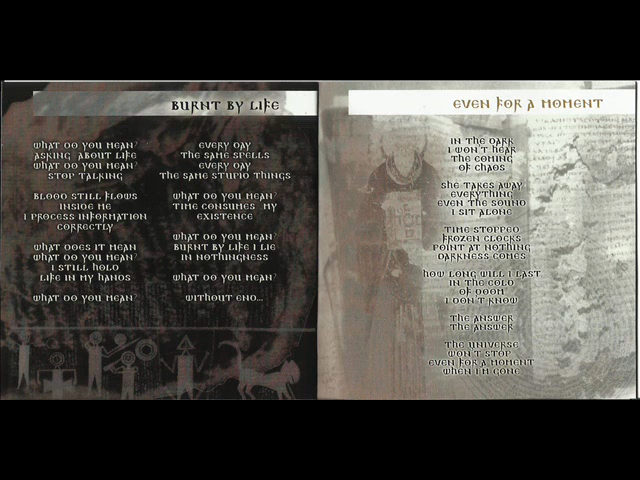 BURNT BY LIFE
WHAT DO YOU MEAN?
ASKING ABOUT LIFE
WHAT DO YOU MEAN?
STOP TALKING
BLOOD STILL FLOWS
INSIDE ME
I PROCESS INFORMATION
CORRECTLY
WHAT DOES IT MEAN
WHAT DO YOU MEAN?
I STILL HOLD
LIFE IN MY HANDS
WHAT DO YOU MEAN?
EVERY DAY
THE SAME SPELLS
EVERY DAY
THE SAME STUPID THINGS
WHAT DO YOU MEAN?
TIME CONSUMES MY
EXISTENCE
WHAT DO YOU MEAN?
BURNT BY LIFE I LIE
IN NOTHINGNESS
WHAT DO YOU MEAN?
WITHOUT END...
EVEN FOR A MOMENT
IN THE DARK
I WON'T HEAR
THE COMING
OF CHAOS
SHE TAKES AWAY
EVERYTHING
EVEN THE SOUND
I SIT ALONE
TIME STOPPED
FROZEN CLOCKS
POINT AT NOTHING
DARKNESS COMES
HOW LONG WILL I LAST
IN THE COLD
OF DOOM
I DON'T KNOW
THE ANSWER
THE ANSWER
THE UNIVERSE
WON'T STOP
EVEN FOR A MOMENT
WHEN I'M GONE